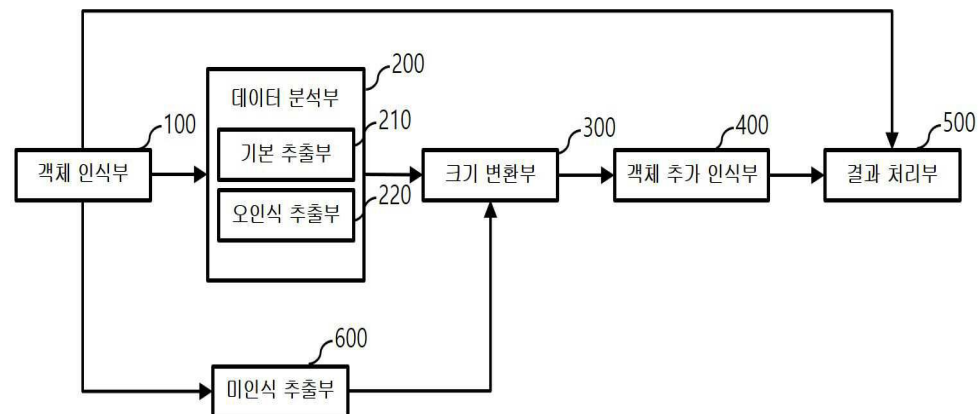 200
데이터 분석부
100
객체 인식부
210
기본 추출부
220
오인식 추출부
300
크기 변환부
400
객체 추가 인식부
500
결과 처리부
600
미인식 추출부